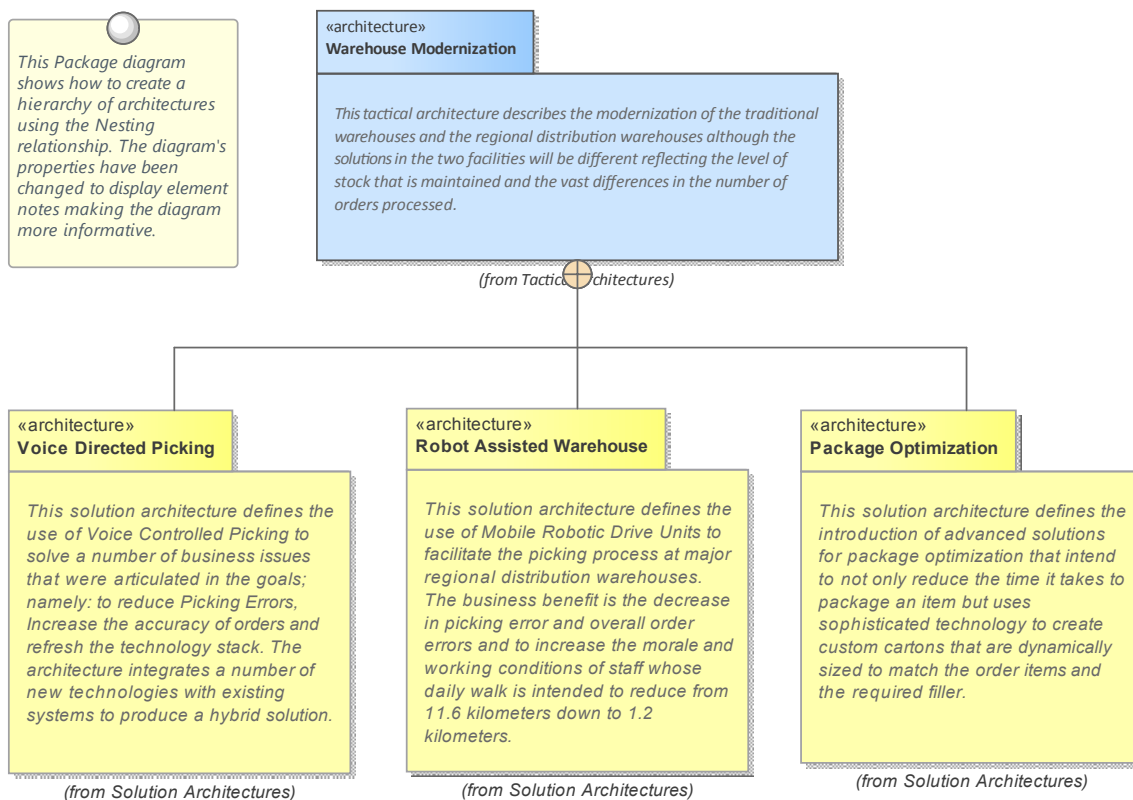 This Package diagram
shows how to create a
hierarchy of architectures
using the Nesting
relationship. The diagram's
properties have been
changed to display element
notes making the diagram
more informative.
«architecture»
Warehouse Modernization
This tactical architecture describes the modernization of the traditional
warehouses and the regional distribution warehouses although the
solutions in the two facilities will be different reflecting the level of
stock that is maintained and the vast differences in the number of
orders processed.
(from Tactical Architectures)
«architecture»
Voice Directed Picking
This solution architecture defines the
use of Voice Controlled Picking to
solve a number of business issues
that were articulated in the goals;
namely: to reduce Picking Errors,
Increase the accuracy of orders and
refresh the technology stack. The
architecture integrates a number of
new technologies with existing
systems to produce a hybrid solution.
(from Solution Architectures)
«architecture»
Robot Assisted Warehouse
This solution architecture defines the
use of Mobile Robotic Drive Units to
facilitate the picking process at major
regional distribution warehouses.
The business benefit is the decrease
in picking error and overall order
errors and to increase the morale and
working conditions of staff whose
daily walk is intended to reduce from
11.6 kilometers down to 1.2
kilometers.
(from Solution Architectures)
«architecture»
Package Optimization
This solution architecture defines the
introduction of advanced solutions
for package optimization that intend
to not only reduce the time it takes to
package an item but uses
sophisticated technology to create
custom cartons that are dynamically
sized to match the order items and
the required filler.
(from Solution Architectures)